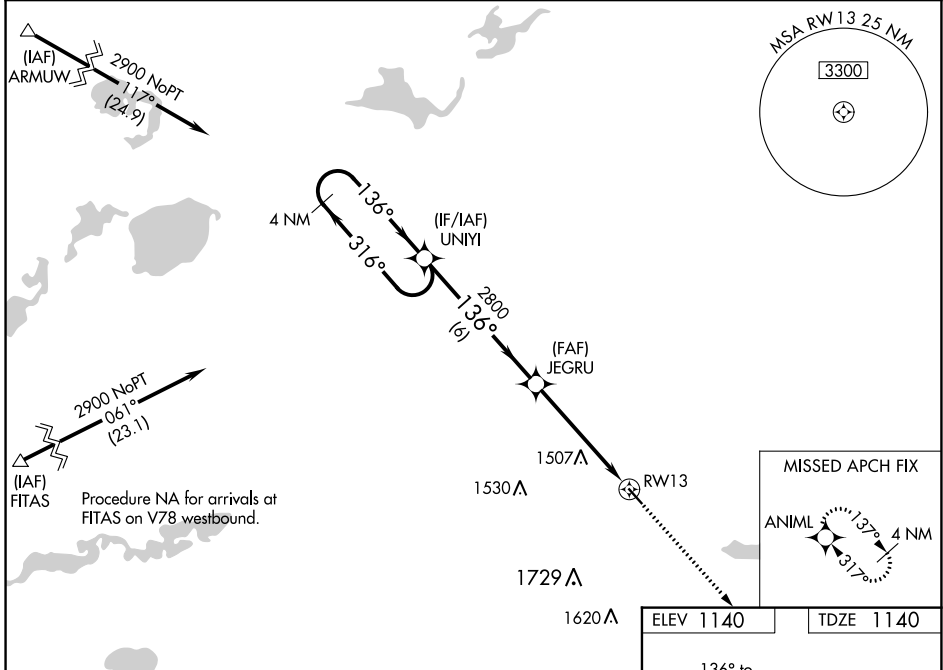 (IAF)
ARMUW
2900 NoPT
117°
(24.9)
MSA RW13 25 NM
3300
4 NM
136°
316°
(IF/IAF)
UNIYI
2800
136°
(6)
(FAF)
JEGRU
2900 NoPT
061°
(23.1)
(IAF)
FITAS
Procedure NA for arrivals at
FITAS on V78 westbound.
1507
1530
RW13
1729
1620
MISSED APCH FIX
ANIML
137°
4 NM
317°
ELEV 1140
TDZE 1140
136° to